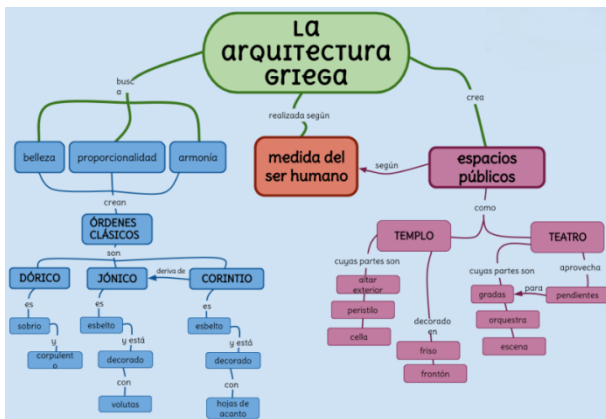 La
arquitectura
griega
busc
a
realizada según
crea
belleza
proporcionalidad
armonía
medida del
ser humano
según
espacios
públicos
crean
ÓRDENES
CLÁSICOS
como
son
TEMPLO
TEATRO
DÓRICO
JÓNICO
deriva de
CORINTIO
cuyas partes son
altar
exterior
peristilo
cella
decorado
en
friso
frontón
cuyas partes son
aprovecha
gradas
para
pendientes
orquestra
escena
es
sobrio
y
corpulent
o
es
esbelto
y está
decorado
con
volutas
es
esbelto
y está
decorado
con
hojas de
acanto